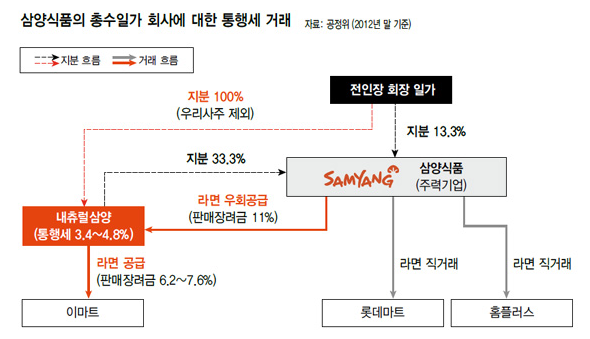 삼양식품의 총수일가 회사에 대한 통행세 거래 자료: 공정위 (2012년 말 기준)
지분 흐름 거래 흐름
전인장 회장 일가
지분 100%
(우리사주 제외)
지분 13.3%
지분 33.3%
SAMYANG
삼양식품
(주력기업)
라면 우회공급
(판매장려금 11%)
내츄럴삼양
(통행세 3.4~4.8%)
라면 공급
(판매장려금 6.2~7.6%)
라면 직거래
라면 직거래
이마트
롯데마트
홈플러스